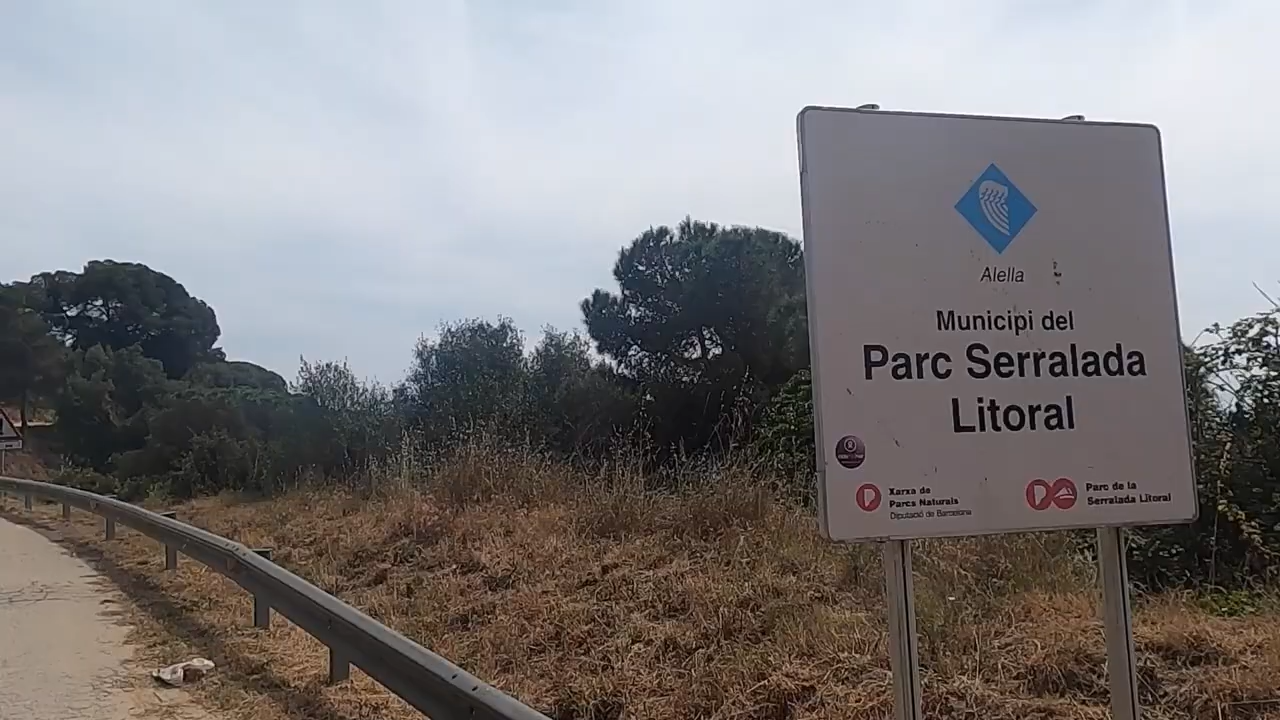 Alella
Municipi del
Parc Serralada
Litoral
Xarxa de
Parcs Naturals
Diputació de Barcelona
Parc de la
Serralada Litoral